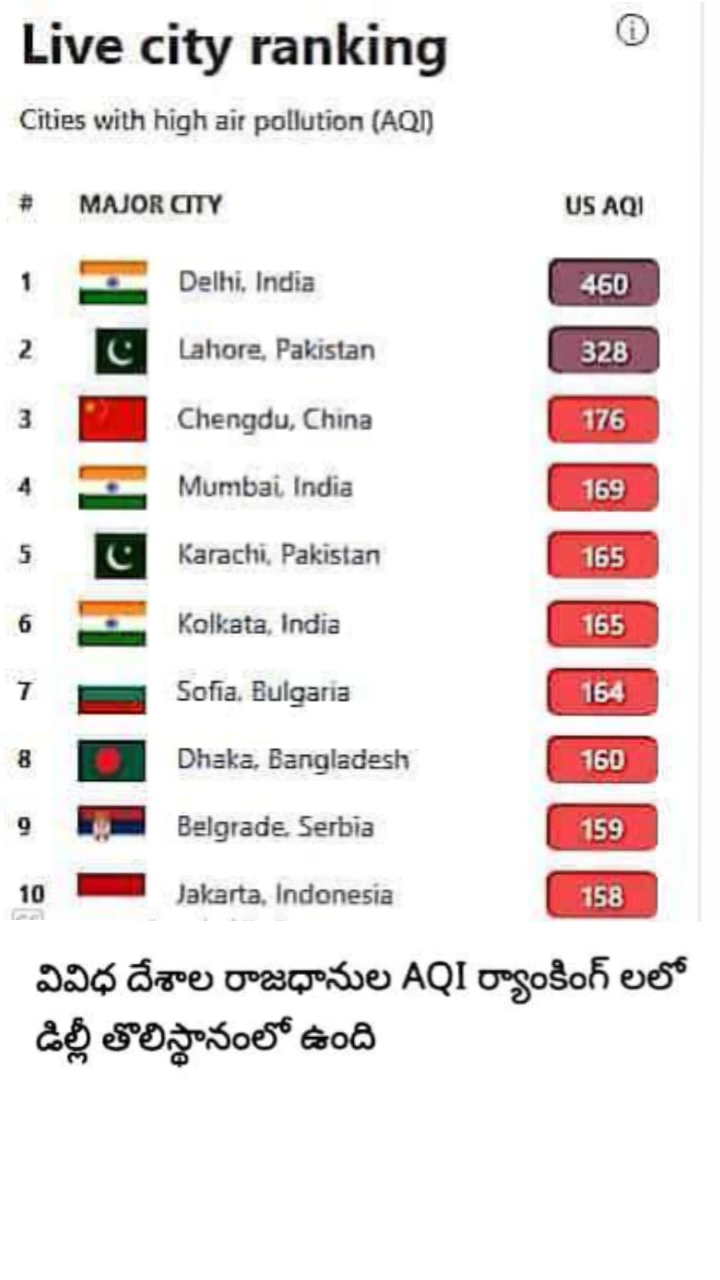 Live city ranking
Cities with high air pollution (AQI)
# MAJOR CITY US AQI
1 Delhi, India 460
2 Lahore, Pakistan 328
3 Chengdu, China 176
4 Mumbai, India 169
5 Karachi, Pakistan 165
6 Kolkata, India 165
7 Sofia, Bulgaria 164
8 Dhaka, Bangladesh 160
9 Belgrade, Serbia 159
10 Jakarta, Indonesia 158
వివిధ దేశాల రాజధానుల AQI ర్యాంకింగ్ లలో
డిల్లీ తొలిస్థానంలో ఉంది